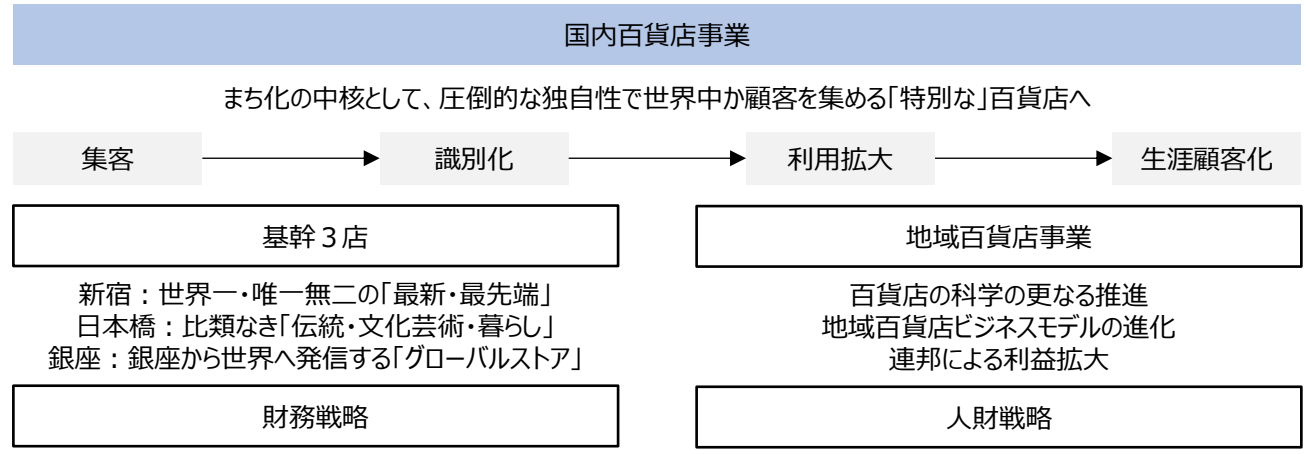 国内百貨店事業
まち化の中核として、圧倒的な独自性で世界中か顧客を集める「特別な」百貨店へ
集客 識別化 利用拡大 生涯顧客化
基幹3店 地域百貨店事業
新宿:世界一・唯一無二の「最新・最先端」 百貨店の科学の更なる推進
日本橋:比類なき「伝統・文化芸術・暮らし」 地域百貨店ビジネスモデルの進化
銀座:銀座から世界へ発信する「グローバルストア」 連邦による利益拡大
財務戦略 人財戦略